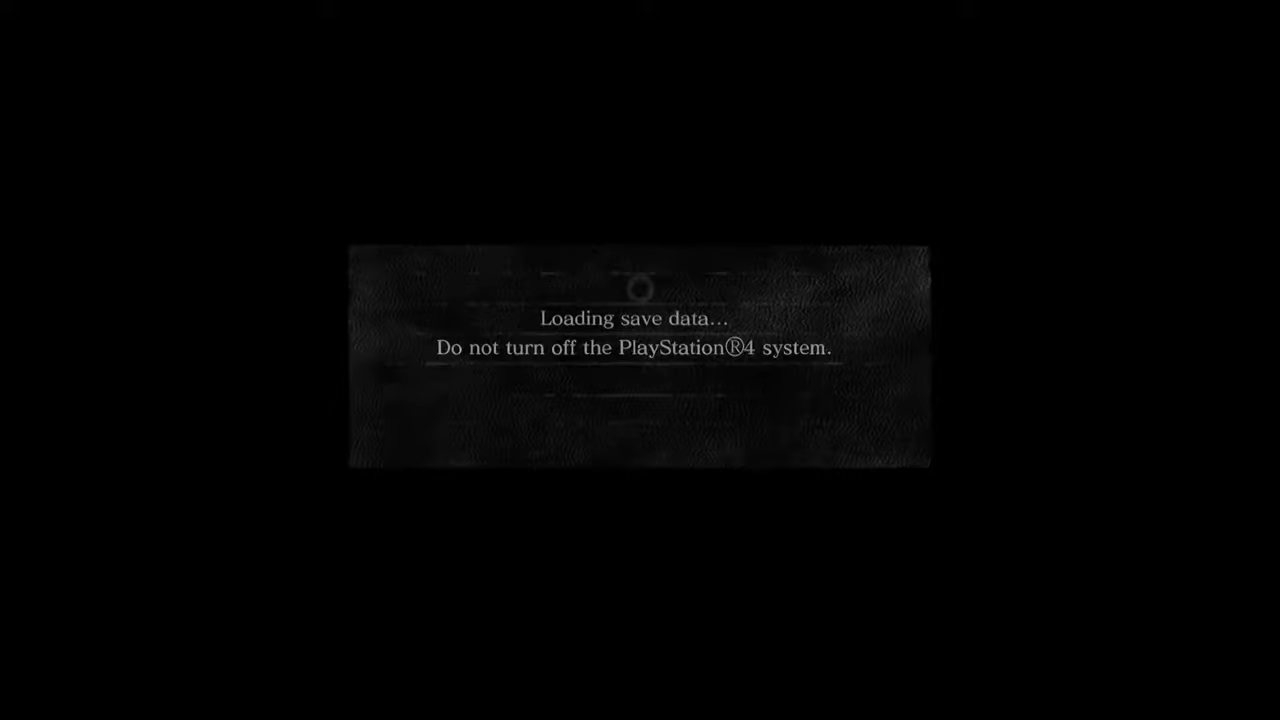 Loading save data...
Do not turn off the PlayStation®4 system.